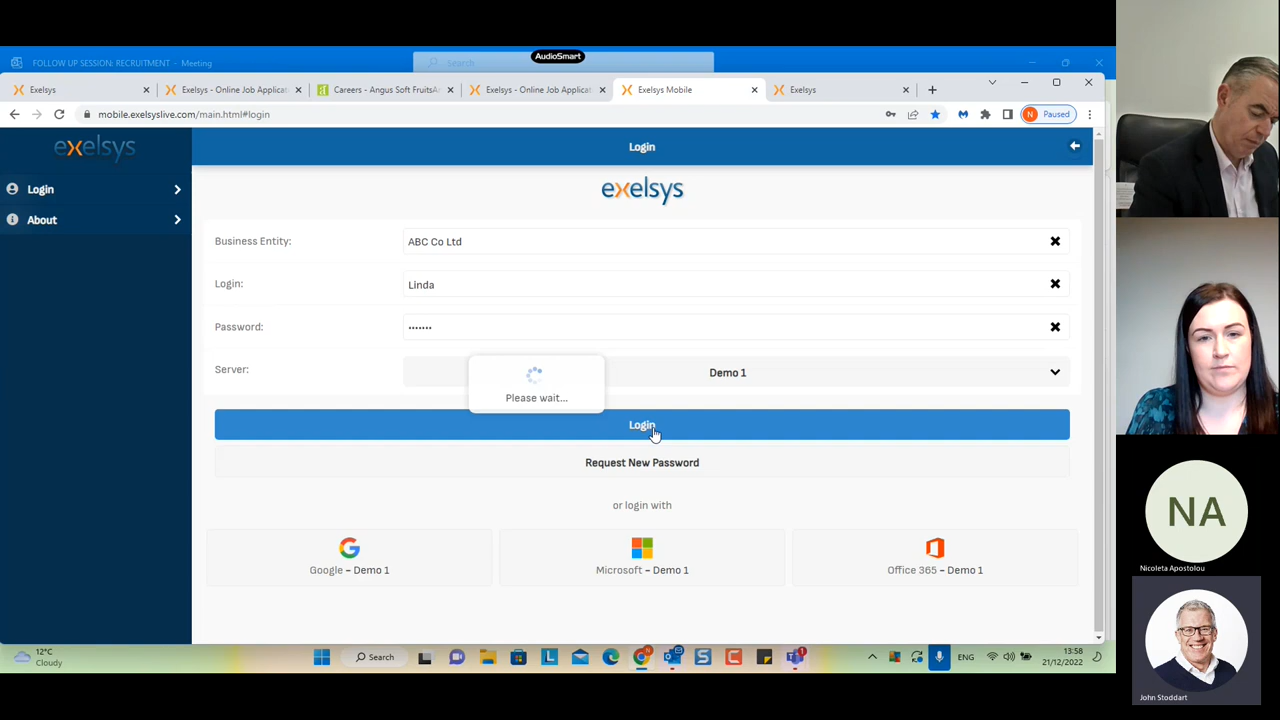 AudioSmart
FOLLOW UP SESSION: RECRUITMENT - Meeting
Search
Exelsys
Exelsys - Online Job Applicat
Careers - Angus Soft FruitsA
Exelsys - Online Job Applicat
Exelsys Mobile
Exelsys
mobile.exelsyslive.com/main.html#login
N
Paused
exelsys
Login
Login
About
exelsys
Business Entity:
ABC Co Ltd
Login:
Linda
Password:
•••••••
Server:
Demo 1
Please wait...
Login
Request New Password
or login with
Google – Demo 1
Microsoft – Demo 1
Office 365 – Demo 1
12°C
Cloudy
Search
ENG
13:58
21/12/2022
NA
Nicoleta Apostolou
John Stoddart